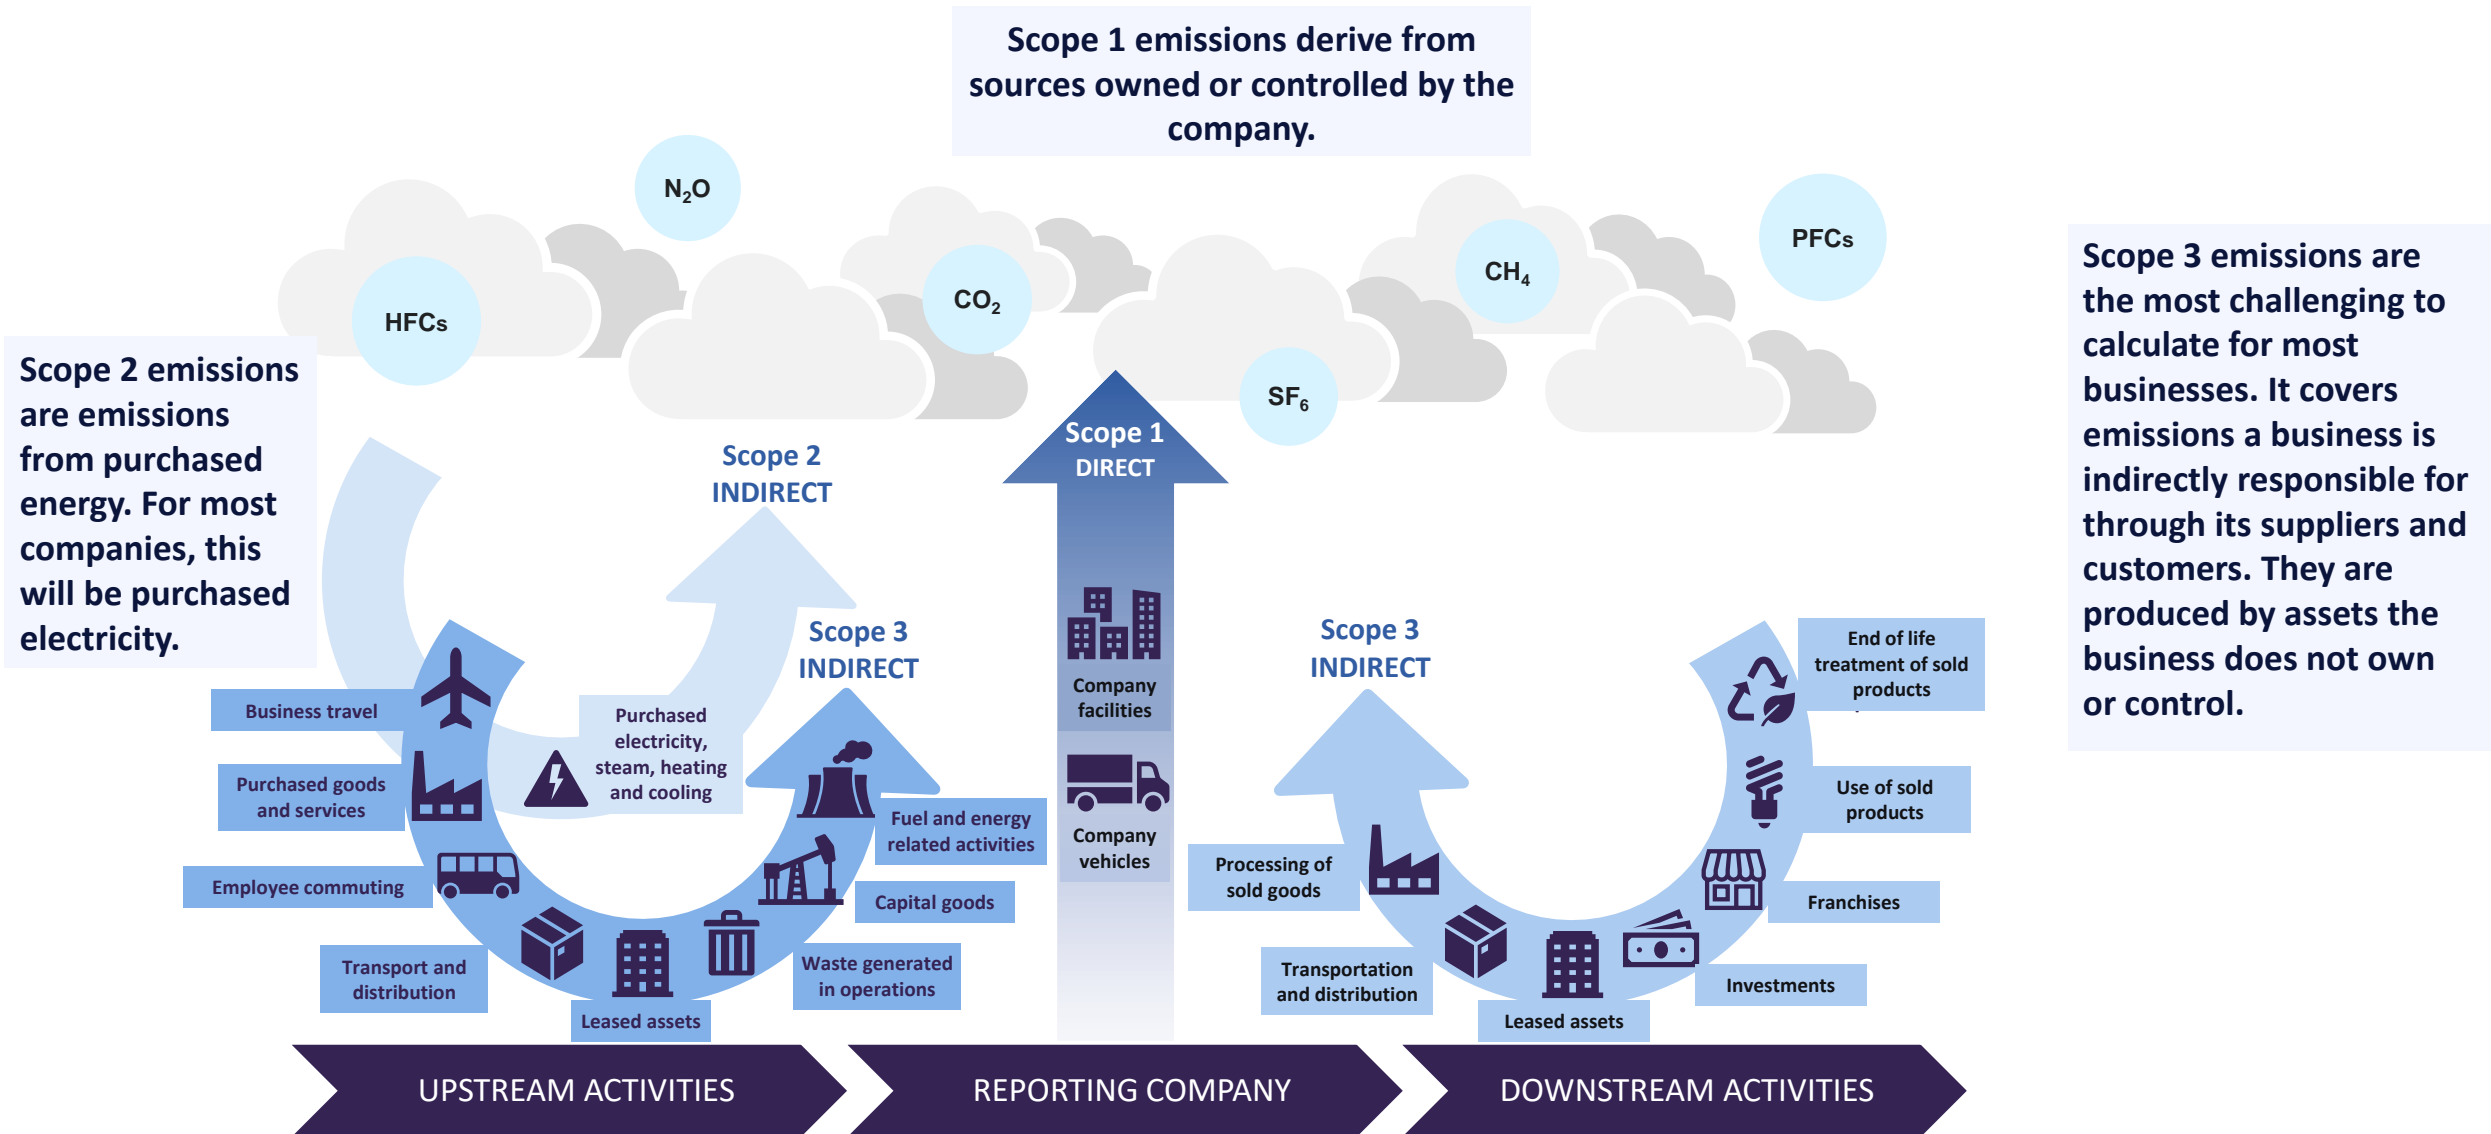 Scope 1 emissions derive from
sources owned or controlled by the
company.
N₂O
HFCs
CO₂
SF₆
CH₄
PFCs
Scope 2 emissions
are emissions
from purchased
energy. For most
companies, this
will be purchased
electricity.
Scope 3 emissions are
the most challenging to
calculate for most
businesses. It covers
emissions a business is
indirectly responsible for
through its suppliers and
customers. They are
produced by assets the
business does not own
or control.
Scope 2
INDIRECT
Purchased
electricity,
steam, heating
and cooling
Scope 3
INDIRECT
Business travel
Purchased goods
and services
Employee commuting
Transport and
distribution
Leased assets
Waste generated
in operations
Capital goods
Fuel and energy
related activities
Scope 1
DIRECT
Company
facilities
Company
vehicles
Scope 3
INDIRECT
Processing of
sold goods
Transportation
and distribution
Leased assets
Investments
Franchises
Use of sold
products
End of life
treatment of sold
products
UPSTREAM ACTIVITIES
REPORTING COMPANY
DOWNSTREAM ACTIVITIES